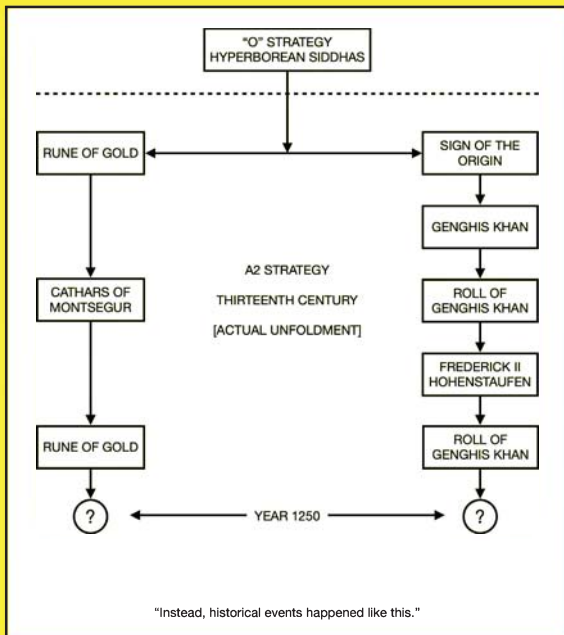 "O" STRATEGY
HYPERBOREAN SIDDHAS
RUNE OF GOLD
SIGN OF THE
ORIGIN
GENGHIS KHAN
A2 STRATEGY
THIRTEENTH CENTURY
[ACTUAL UNFOLDMENT]
CATHARS OF
MONTSEGUR
ROLL OF
GENGHIS KHAN
FREDERICK II
HOHENSTAUFEN
RUNE OF GOLD
ROLL OF
GENGHIS KHAN
?
YEAR 1250
?
"Instead, historical events happened like this."